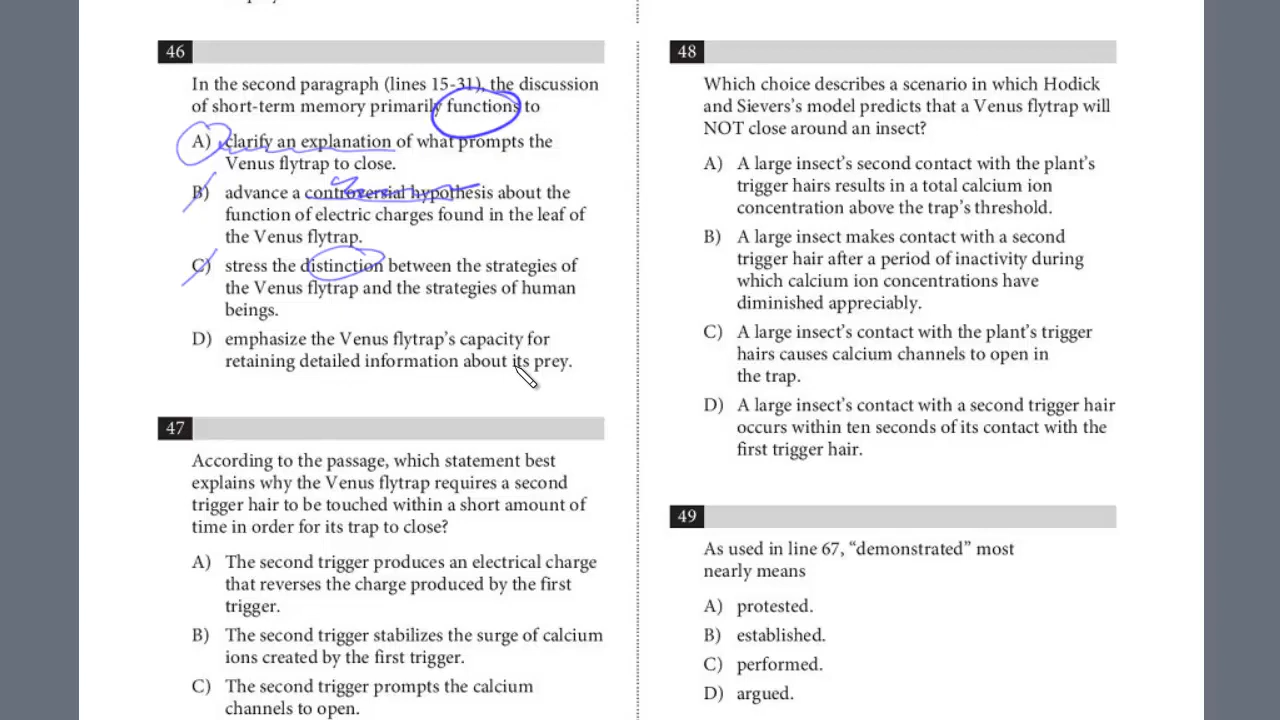 46
In the second paragraph (lines 15-31), the discussion
of short-term memory primarily functions to
A) clarify an explanation of what prompts the
Venus flytrap to close.
B) advance a controversial hypothesis about the
function of electric charges found in the leaf of
the Venus flytrap.
C) stress the distinction between the strategies of
the Venus flytrap and the strategies of human
beings.
D) emphasize the Venus flytrap's capacity for
retaining detailed information about its prey.
47
According to the passage, which statement best
explains why the Venus flytrap requires a second
trigger hair to be touched within a short amount of
time in order for its trap to close?
A) The second trigger produces an electrical charge
that reverses the charge produced by the first
trigger.
B) The second trigger stabilizes the surge of calcium
ions created by the first trigger.
C) The second trigger prompts the calcium
channels to open.
48
Which choice describes a scenario in which Hodick
and Sievers's model predicts that a Venus flytrap will
NOT close around an insect?
A) A large insect's second contact with the plant's
trigger hairs results in a total calcium ion
concentration above the trap's threshold.
B) A large insect makes contact with a second
trigger hair after a period of inactivity during
which calcium ion concentrations have
diminished appreciably.
C) A large insect's contact with the plant's trigger
hairs causes calcium channels to open in
the trap.
D) A large insect's contact with a second trigger hair
occurs within ten seconds of its contact with the
first trigger hair.
49
As used in line 67, “demonstrated” most
nearly means
A) protested.
B) established.
C) performed.
D) argued.